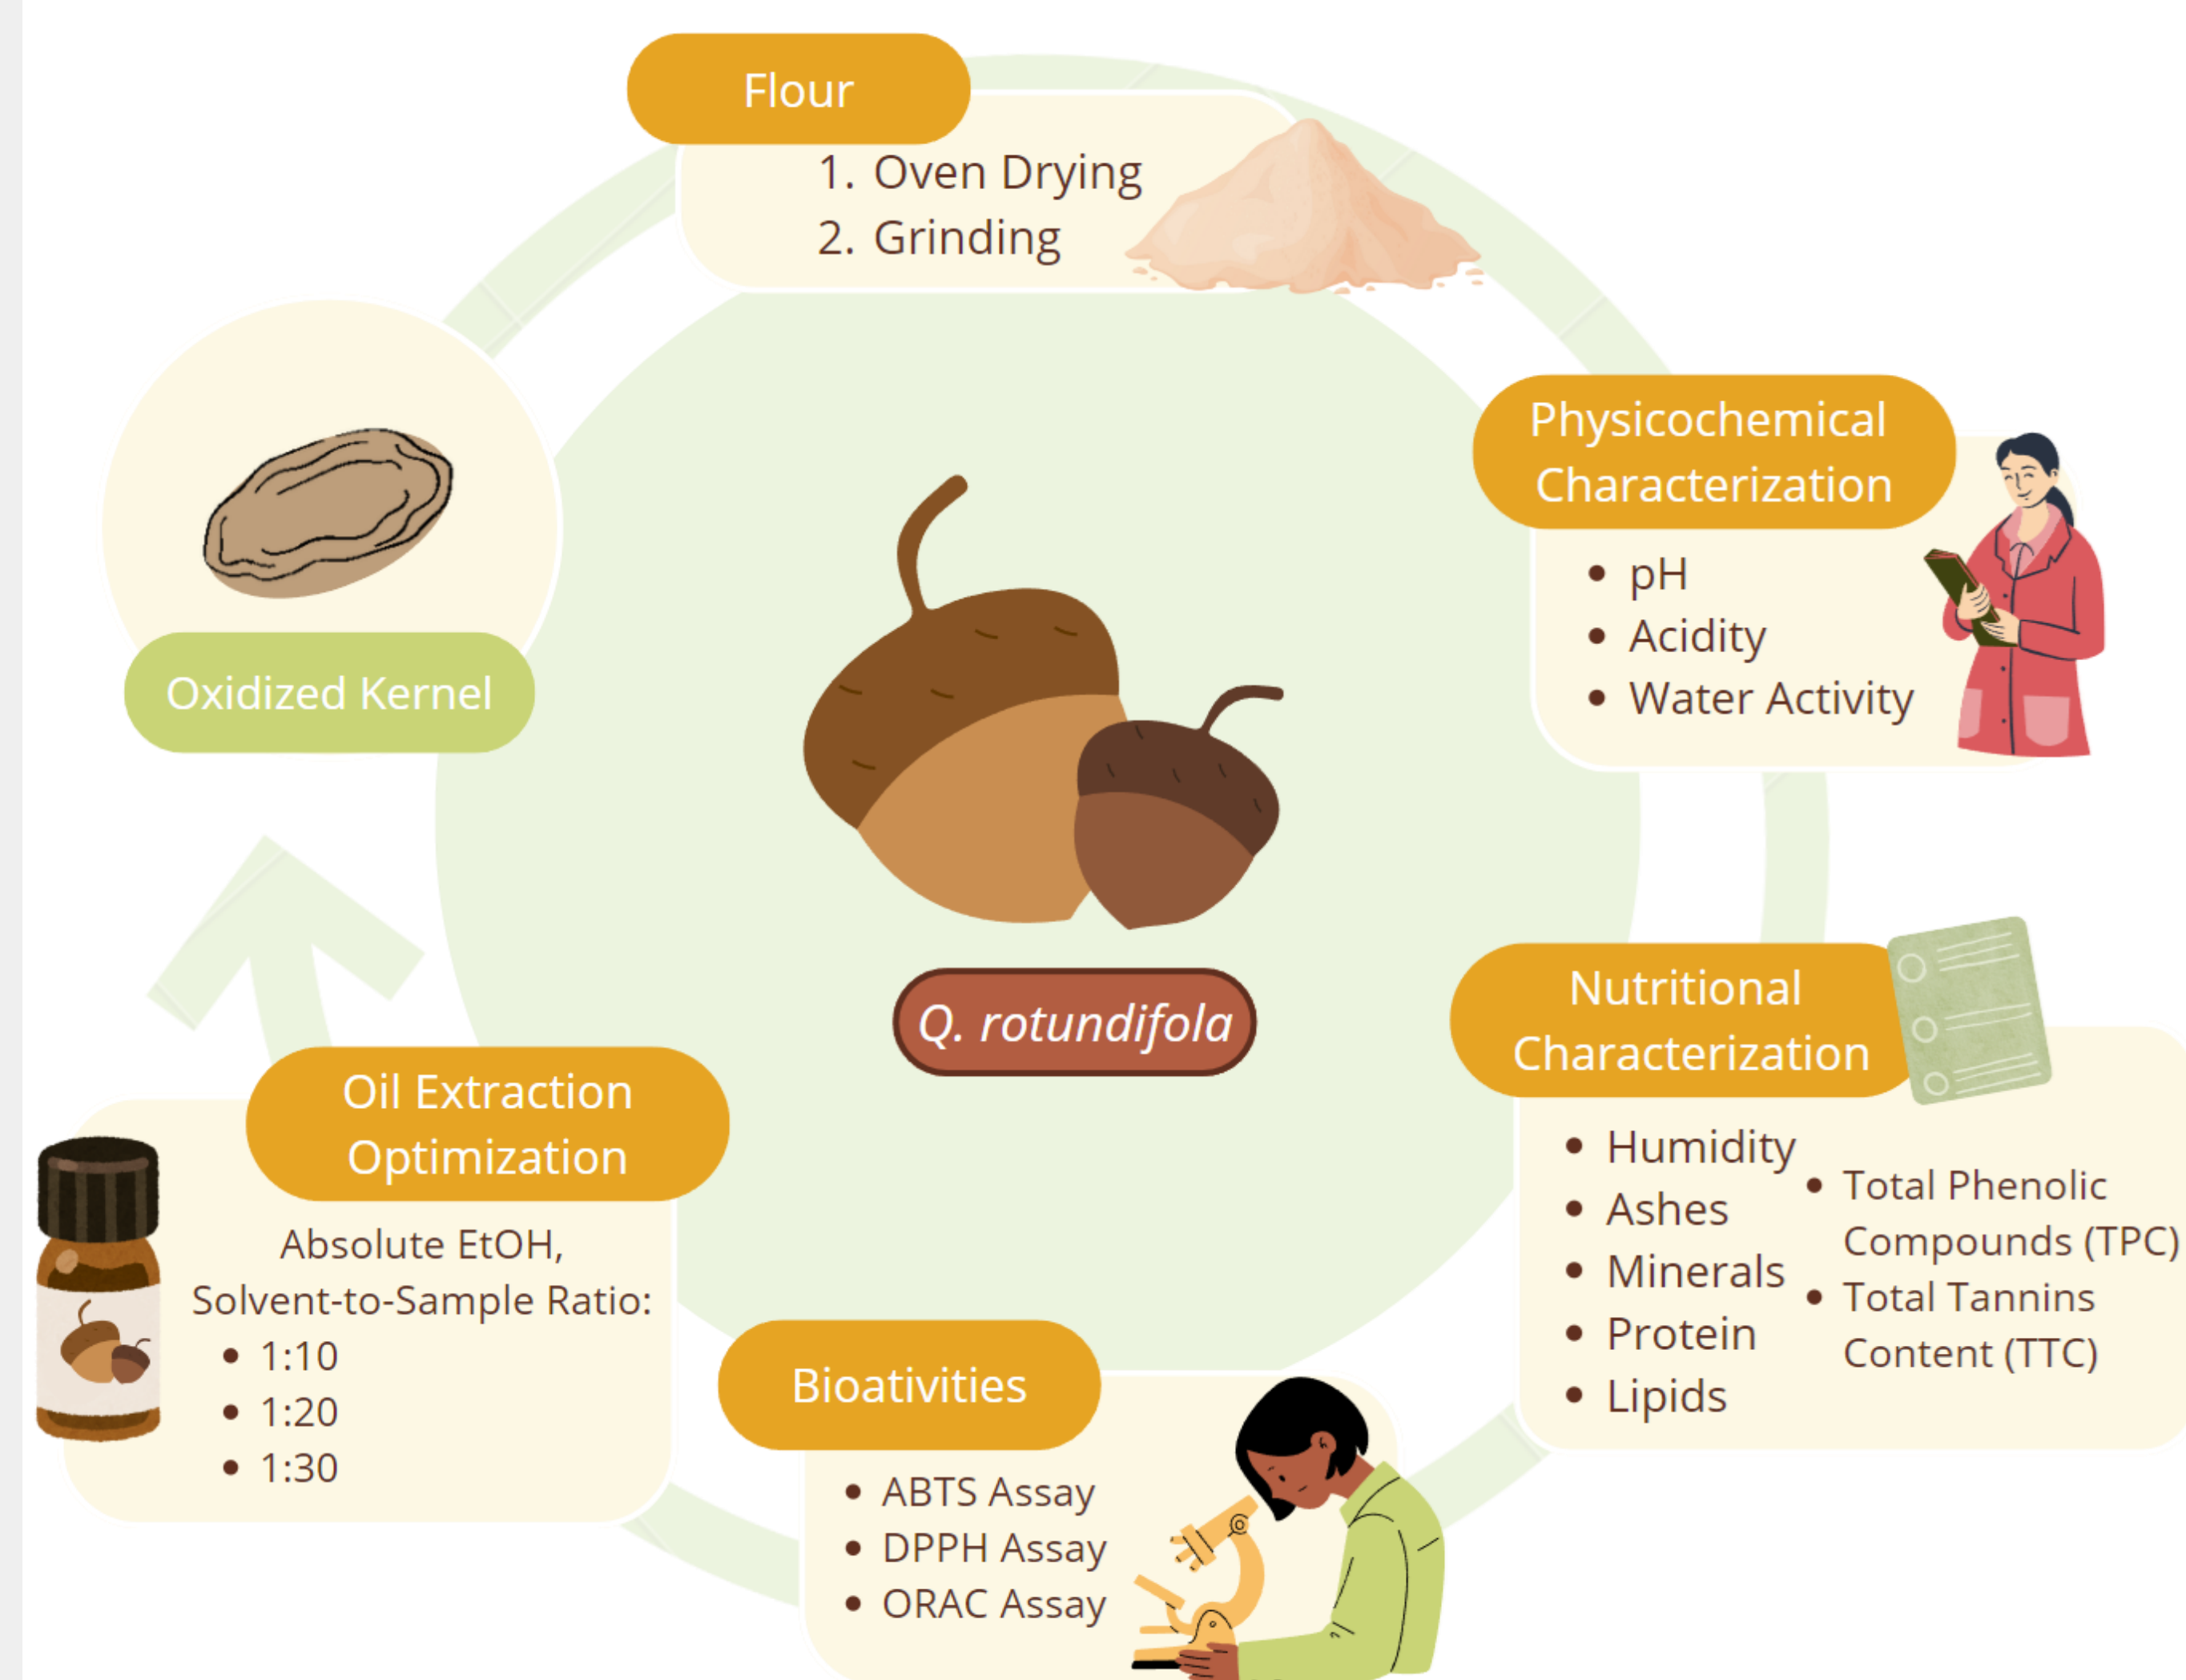 Flour
1. Oven Drying
2. Grinding
Physicochemical
Characterization
• pH
• Acidity
• Water Activity
Oxidized Kernel
Q. rotundifola
Nutritional
Characterization
• Humidity
• Ashes
• Minerals
• Protein
• Lipids
• Total Phenolic
Compounds (TPC)
• Total Tannins
Content (TTC)
Oil Extraction
Optimization
Absolute EtOH,
Solvent-to-Sample Ratio:
• 1:10
• 1:20
• 1:30
Bioativities
• ABTS Assay
• DPPH Assay
• ORAC Assay